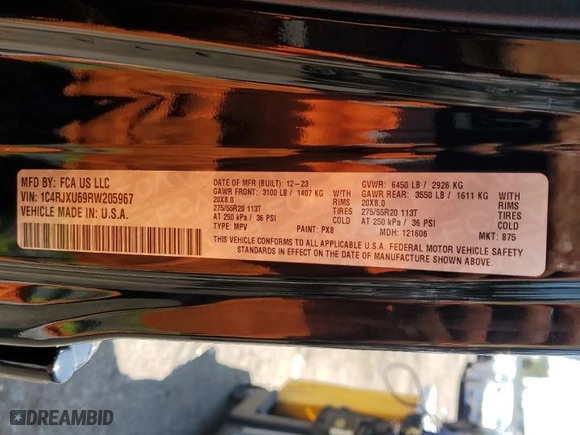 MFD BY: FCA US LLC
VIN: 1C4RJXU69RW205967
VEHICLE MADE IN: U.S.A.
DATE OF MFR (BUILT): 12-23
GAWR FRONT: 3100 LB / 1407 KG
20X8.0 RIMS
275/55R20 113T TIRES
AT 250 kPa / 36 PSI COLD
TYPE: MPV PAINT: PX8
GVWR: 6450 LB / 2926 KG
GAWR REAR: 3550 LB / 1611 KG
20X8.0 RIMS
275/55R20 113T TIRES
AT 250 kPa / 36 PSI COLD
MDH: 121606 MKT: 875
THIS VEHICLE CONFORMS TO ALL APPLICABLE U.S.A. FEDERAL MOTOR VEHICLE SAFETY
STANDARDS IN EFFECT ON THE DATE OF MANUFACTURE SHOWN ABOVE.
DREAMBID